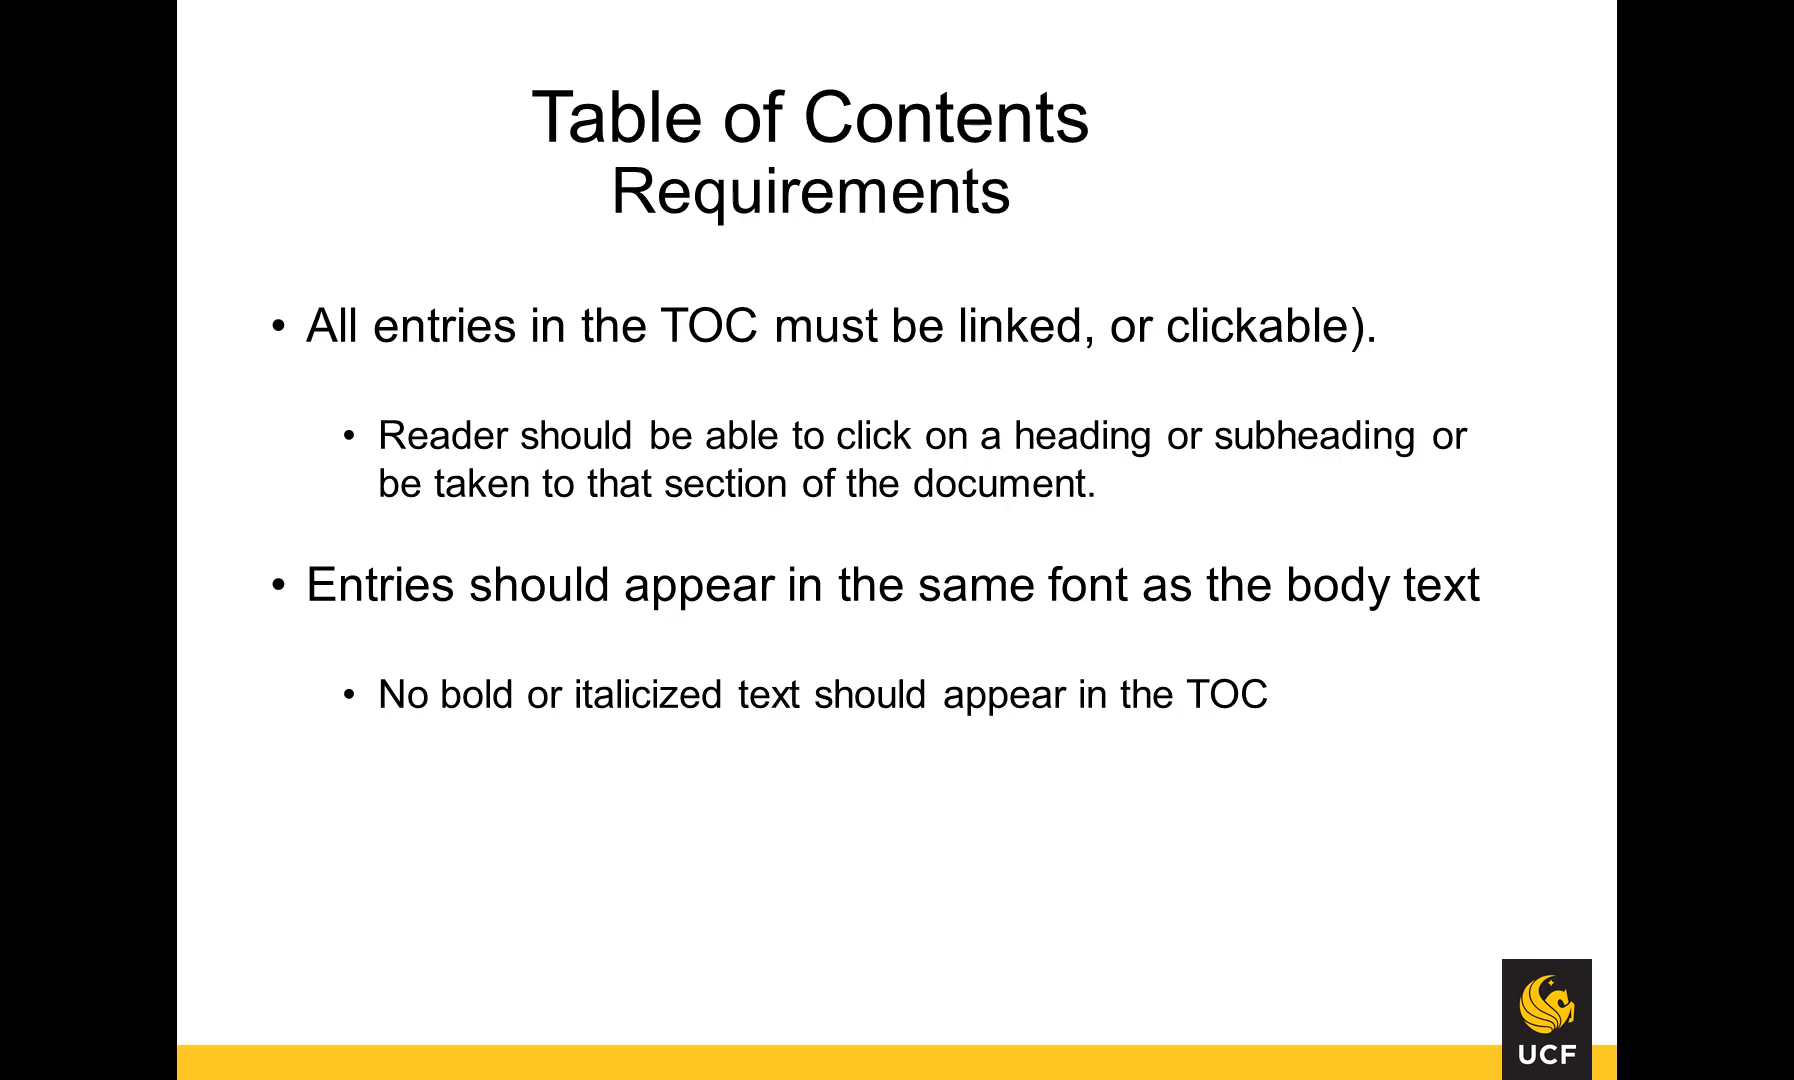 Table of Contents
Requirements
• All entries in the TOC must be linked, or clickable).
• Reader should be able to click on a heading or subheading or
be taken to that section of the document.
• Entries should appear in the same font as the body text
• No bold or italicized text should appear in the TOC
UCF